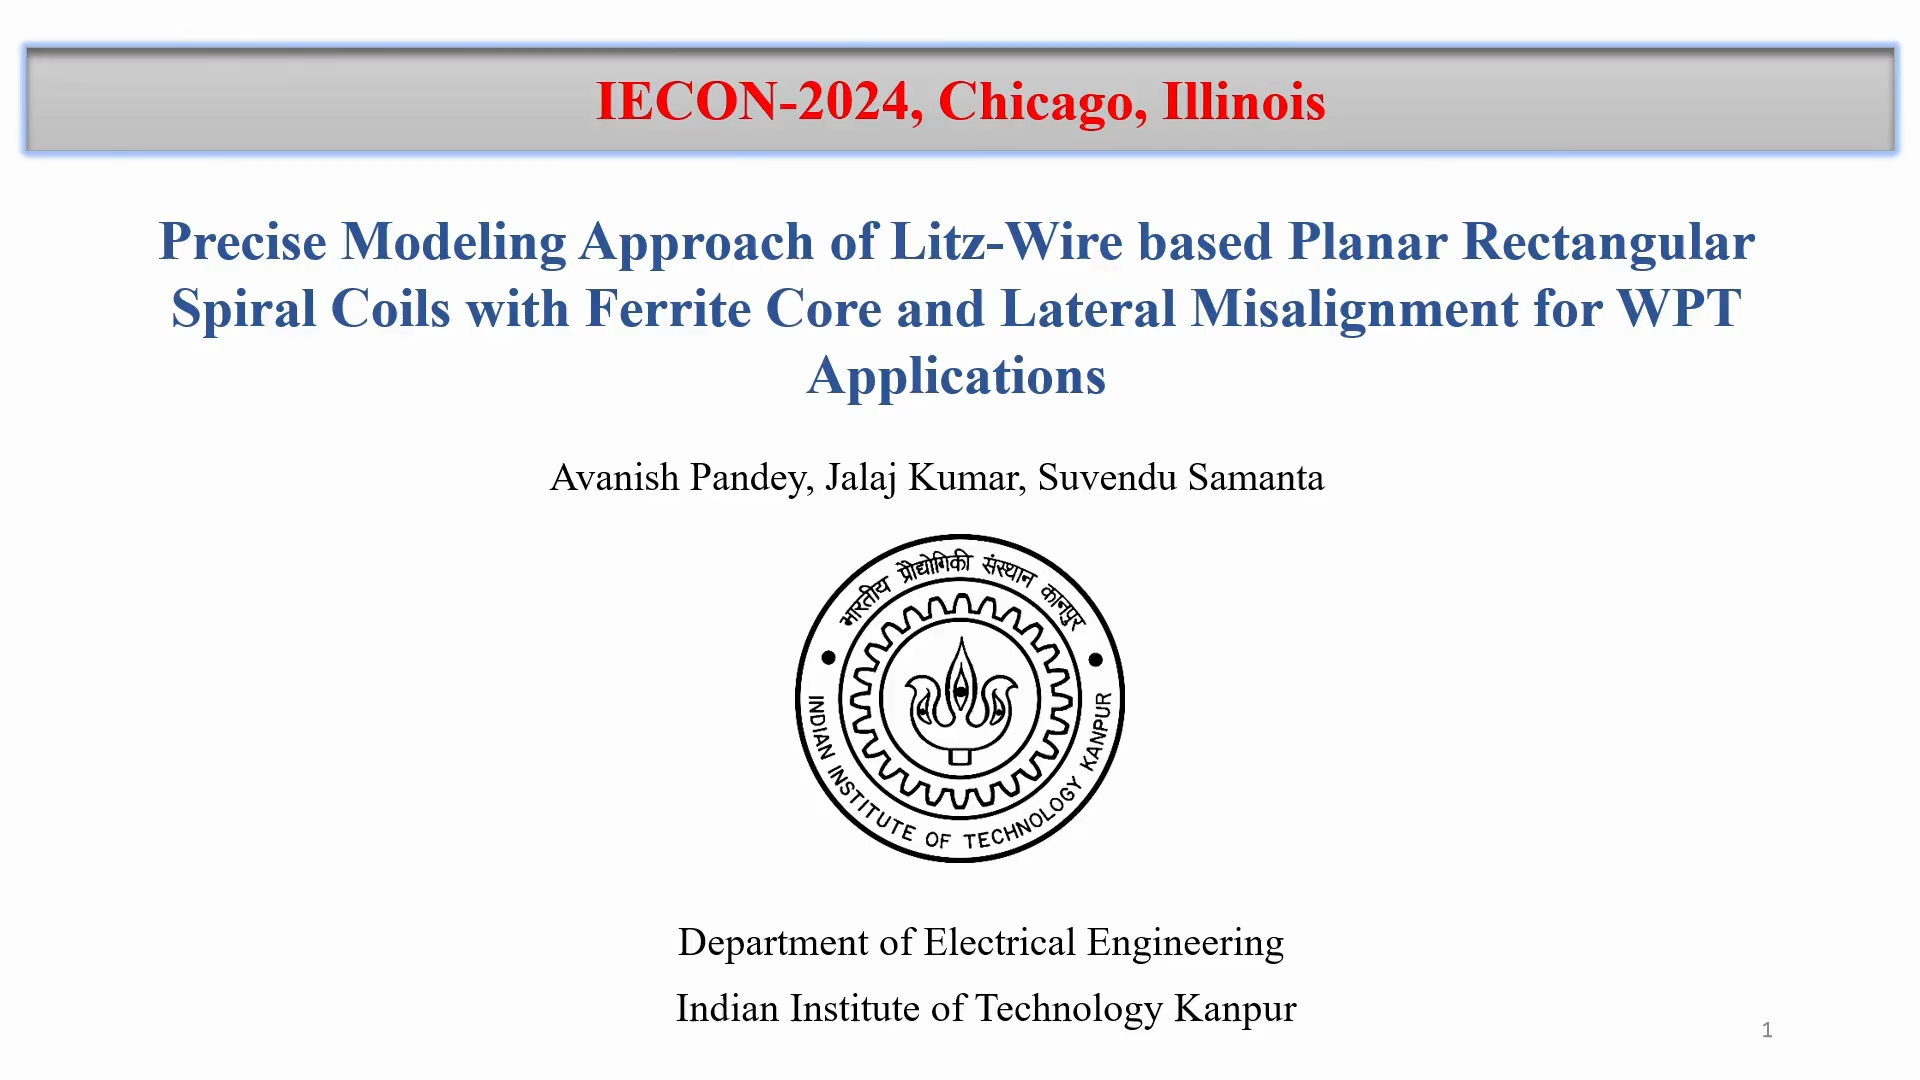 IECON-2024, Chicago, Illinois
Precise Modeling Approach of Litz-Wire based Planar Rectangular
Spiral Coils with Ferrite Core and Lateral Misalignment for WPT
Applications
Avanish Pandey, Jalaj Kumar, Suvendu Samanta
भारतीय प्रौद्योगिकी संस्थान कानपुर
INDIAN INSTITUTE OF TECHNOLOGY KANPUR
Department of Electrical Engineering
Indian Institute of Technology Kanpur
1